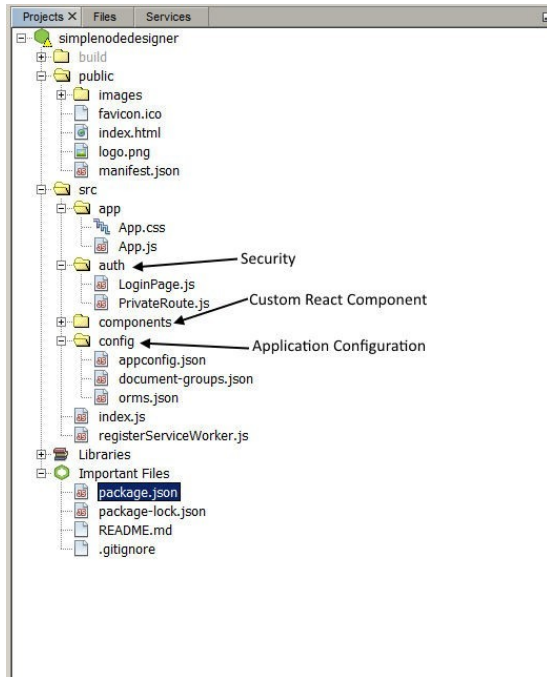 Projects X Files Services
simplenodedesigner
build
public
images
favicon.ico
index.html
logo.png
manifest.json
src
app
App.css
App.js
auth
Security
LoginPage.js
PrivateRoute.js
Custom React Component
components
config
Application Configuration
appconfig.json
document-groups.json
orms.json
index.js
registerServiceWorker.js
Libraries
Important Files
package.json
package-lock.json
README.md
.gitignore